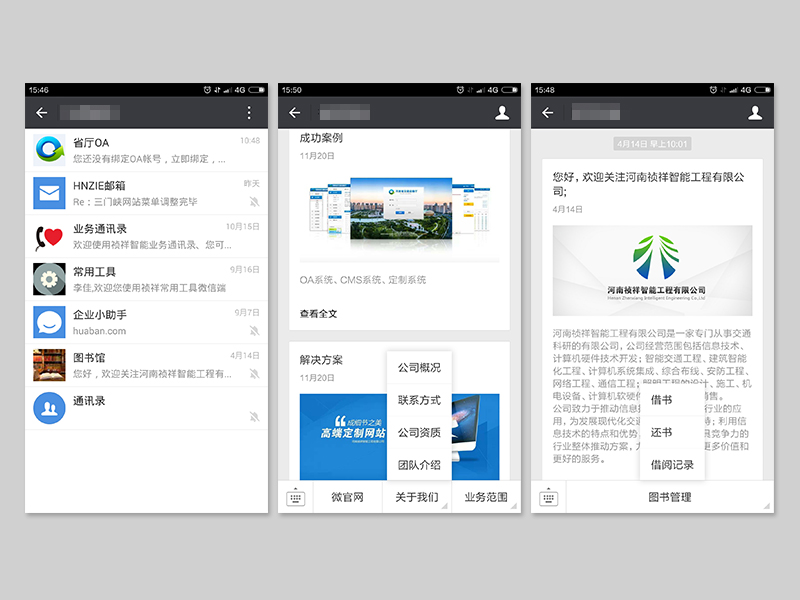 15:46
4G
省厅OA
10:48
您还没有绑定OA帐号，立即绑定，...
HNZIE邮箱
昨天
Re：三门峡网站菜单调整完毕
业务通讯录
10月15日
欢迎使用祯祥智能业务通讯录、您可...
常用工具
9月16日
李佳,欢迎您使用祯祥常用工具微信端
企业小助手
9月7日
huaban.com
图书馆
4月14日
您好，欢迎关注河南祯祥智能工程有...
通讯录
15:50
4G
成功案例
11月20日
OA系统、CMS系统、定制系统
查看全文
解决方案
11月20日
成细节之美
高端定制网站
公司概况
联系方式
公司资质
团队介绍
微官网
关于我们
业务范围
15:48
4G
4月14日 早上10:01
您好，欢迎关注河南祯祥智能工程有限公
司;
4月14日
河南祯祥智能工程有限公司
Henan Zhenxiang Intelligent Engineering Co.,Ltd
河南祯祥智能工程有限公司是一家专门从事交通
科研的有限公司，公司经营范围包括信息技术、
计算机硬件技术开发；智能交通工程、建筑智能
化工程、计算机系统集成、综合布线、安防工程、
网络工程、通信工程；照明工程的设计、施工、机
电设备、计算机软硬件
销售。
公司致力于推动信息
行业的应
用，为发展现代化交
持；利用信
息技术的特点和优势
具竞争力的
行业整体推动方案，
更多价值和
更好的服务。
借书
还书
借阅记录
图书管理